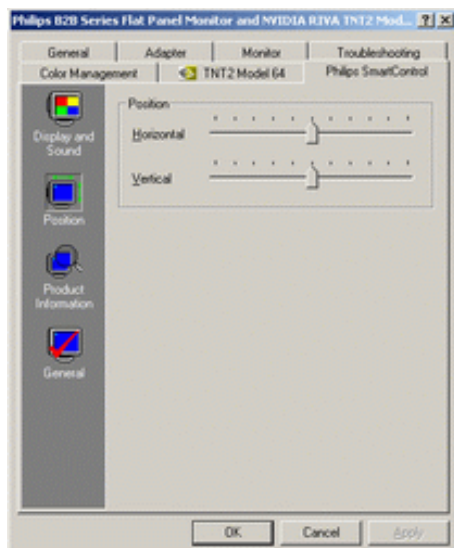 Philips 82B Series Flat Panel Monitor and NVIDIA RIVA TNT2 Mod...
General Adapter Monitor Troubleshooting
Color Management TNT2 Model 64 Philips SmartControl
Display and
Sound
Position
Product
Information
General
Position
Horizontal
Vertical
OK Cancel Apply